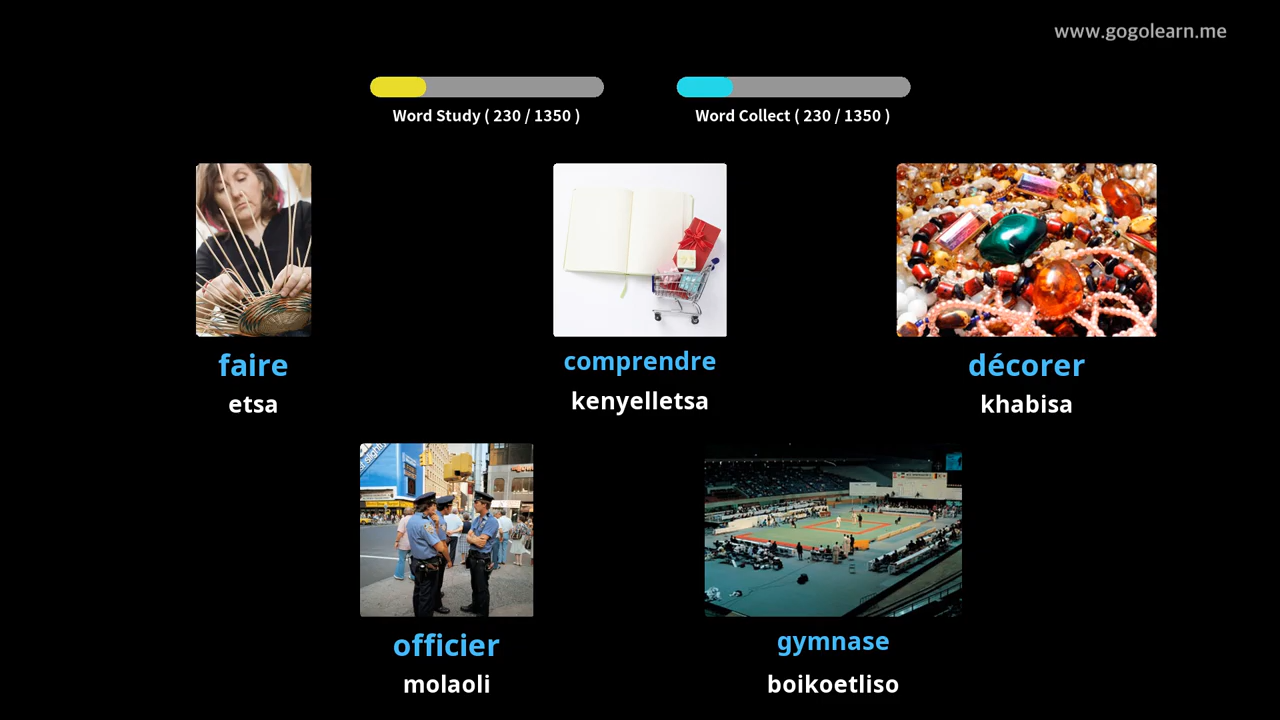 www.gogolearn.me
Word Study ( 230 / 1350 )
Word Collect ( 230 / 1350 )
faire
etsa
comprendre
kenyelletsa
décorer
khabisa
officier
molaoli
gymnase
boikoetliso